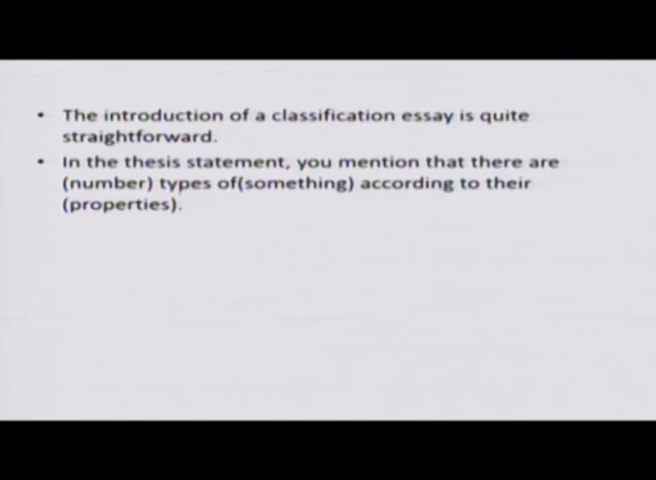 • The introduction of a classification essay is quite
straightforward.
• In the thesis statement, you mention that there are
(number) types of(something) according to their
(properties).